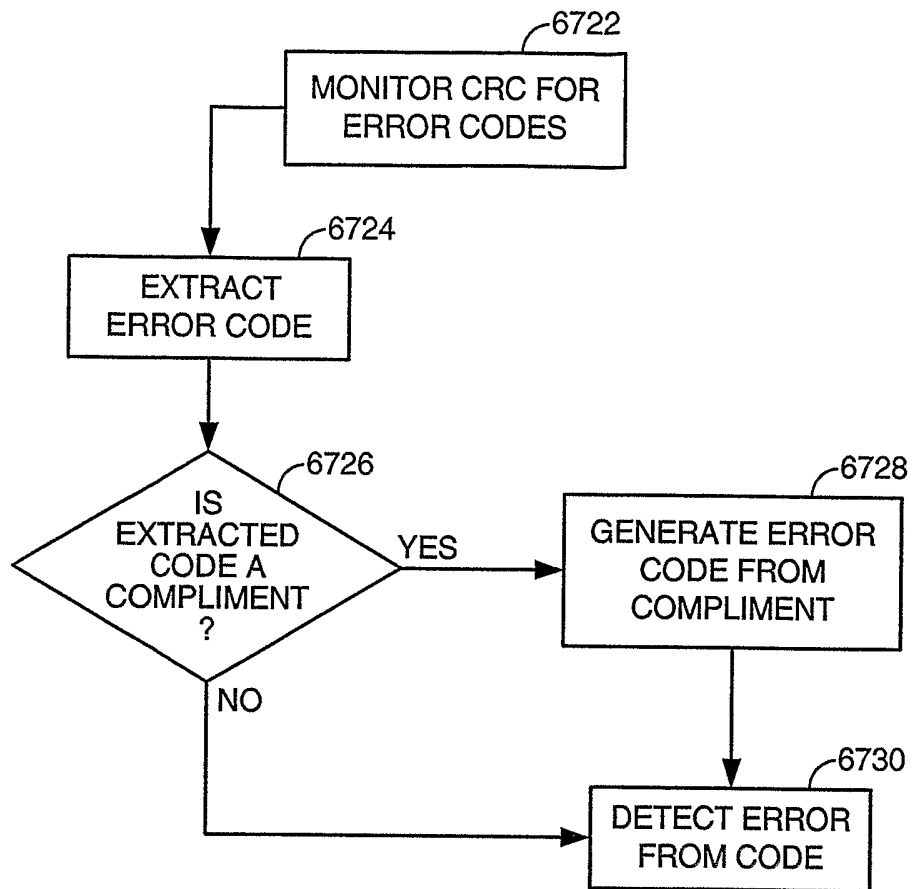 6722
MONITOR CRC FOR
ERROR CODES
6724
EXTRACT
ERROR CODE
6726
IS
EXTRACTED
CODE A
COMPLIMENT
?
YES
6728
GENERATE ERROR
CODE FROM
COMPLIMENT
NO
6730
DETECT ERROR
FROM CODE